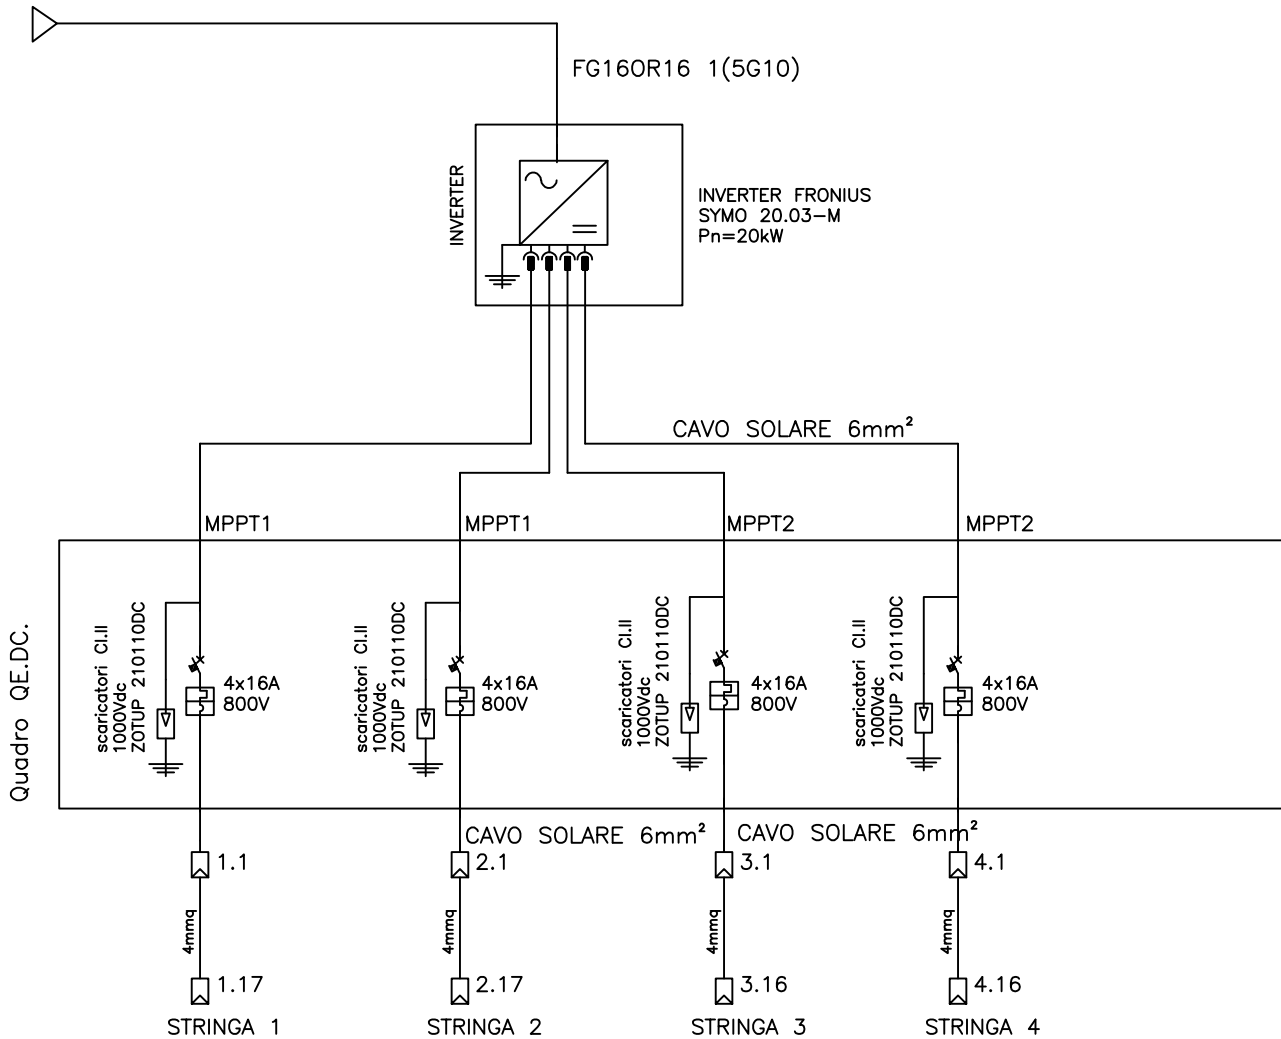 FG16OR16 1(5G10)
INVERTER
INVERTER FRONIUS
SYMO 20.03-M
Pn=20kW
CAVO SOLARE 6mm²
MPPT1
MPPT1
MPPT2
MPPT2
Quadro QE.DC.
scaricatori Cl.II
1000Vdc
ZOTUP 210110DC
4x16A
800V
scaricatori Cl.II
1000Vdc
ZOTUP 210110DC
4x16A
800V
scaricatori Cl.II
1000Vdc
ZOTUP 210110DC
4x16A
800V
scaricatori Cl.II
1000Vdc
ZOTUP 210110DC
4x16A
800V
CAVO SOLARE 6mm²
CAVO SOLARE 6mm²
1.1
2.1
3.1
4.1
4mmq
4mmq
4mmq
4mmq
1.17
2.17
3.16
4.16
STRINGA 1
STRINGA 2
STRINGA 3
STRINGA 4